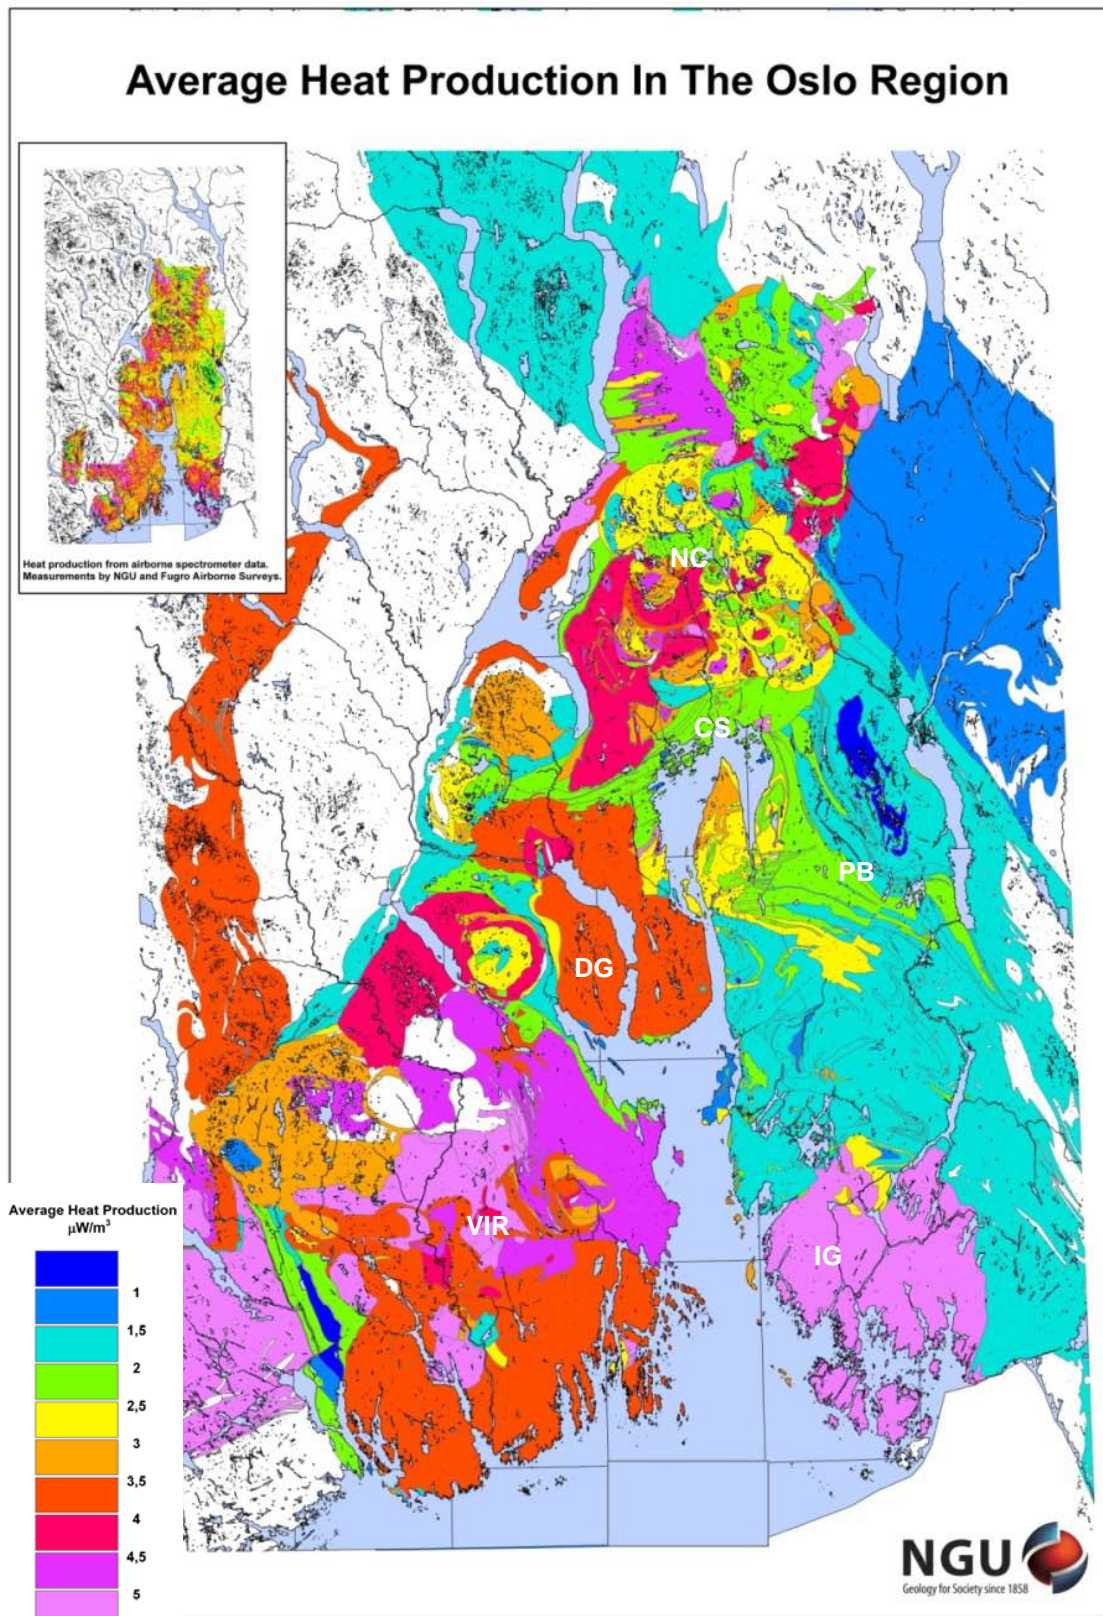 Average Heat Production In The Oslo Region
Heat production from airborne spectrometer data.
Measurements by NGU and Fugro Airborne Surveys.
NC
CS
PB
DG
VIR
IG
Average Heat Production
µW/m³
1
1,5
2
2,5
3
3,5
4
4,5
5
NGU
Geology for Society since 1858